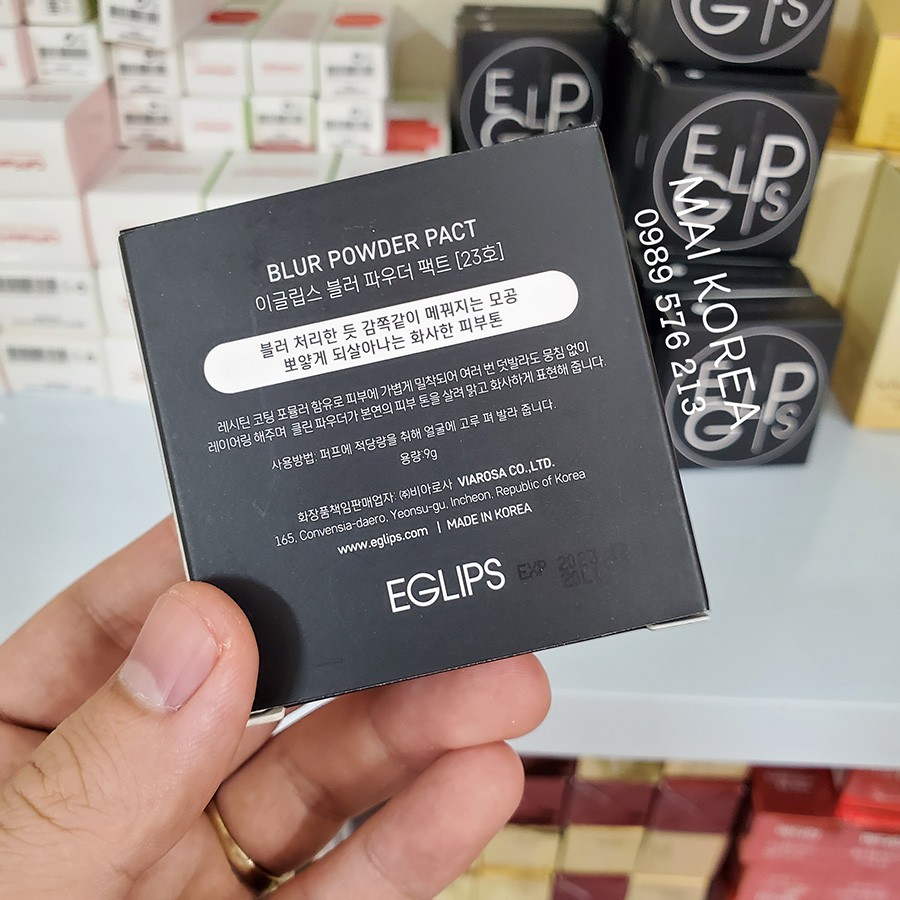 BLUR POWDER PACT
이글립스 블러 파우더 팩트 [23호]
블러 처리한 듯 감쪽같이 메꿔지는 모공
뽀얗게 되살아나는 화사한 피부톤
레시틴 코팅 포뮬러 함유로 피부에 가볍게 밀착되어 여러 번 덧발라도 뭉침 없이
레이어링 해주며 클린 파우더가 본연의 피부 톤을 살려 맑고 화사하게 표현해 줍니다.
사용방법: 퍼프에 적당량을 취해 얼굴에 고루 펴 발라 줍니다.
용량:9g
화장품책임판매업자: ㈜비아로사 VIAROSA CO.,LTD.
165, Convensia-daero, Yeonsu-gu, Incheon, Republic of Korea
www.eglips.com | MADE IN KOREA
EGLIPS
EXP
MAI KOREA
0989 576 213
EGLIPS
EGLIPS
EGLIPS
EGLIPS